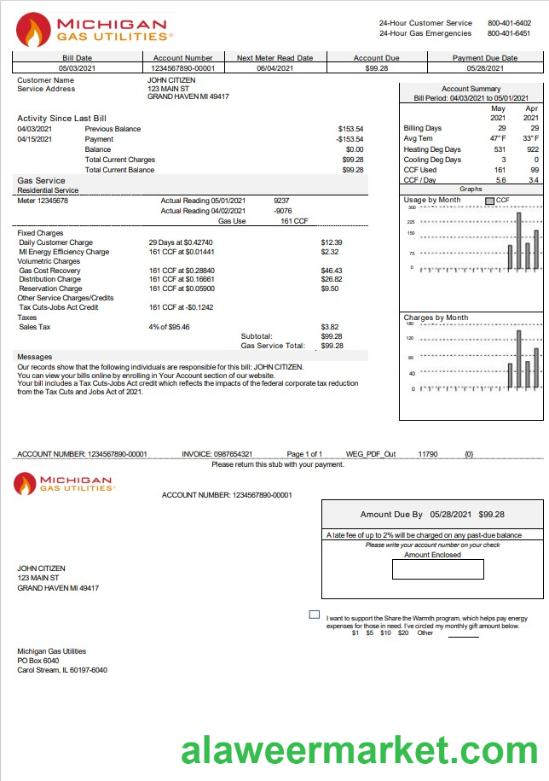 MICHIGAN
GAS UTILITIES®
24-Hour Customer Service 800-401-6402
24-Hour Gas Emergencies 800-401-6451
Bill Date Account Number Next Meter Read Date Account Due Payment Due Date
05/03/2021 1234567890-00001 06/04/2021 $99.28 05/28/2021
Customer Name JOHN CITIZEN
Service Address 123 MAIN ST
GRAND HAVEN MI 49417
Account Summary
Bill Period: 04/03/2021 to 05/01/2021
May Apr
2021 2021
Billing Days 29 29
Avg Tem 47°F 33°F
Heating Deg Days 531 922
Cooling Deg Days 3 0
CCF Used 161 99
CCF / Day 5.6 3.4
Activity Since Last Bill
04/03/2021 Previous Balance $153.54
04/15/2021 Payment -$153.54
Balance $0.00
Total Current Charges $99.28
Total Current Balance $99.28
Gas Service
Residential Service
Meter 12345678 Actual Reading 05/01/2021 9237
Actual Reading 04/02/2021 -9076
Gas Use 161 CCF
Fixed Charges
Daily Customer Charge 29 Days at $0.42740 $12.39
MI Energy Efficiency Charge 161 CCF at $0.01441 $2.32
Volumetric Charges
Gas Cost Recovery 161 CCF at $0.28840 $46.43
Distribution Charge 161 CCF at $0.16661 $26.82
Reservation Charge 161 CCF at $0.05900 $9.50
Other Service Charges/Credits
Tax Cuts-Jobs Act Credit 161 CCF at -$0.1242
Taxes
Sales Tax 4% of $95.46 $3.82
Subtotal: $99.28
Gas Service Total: $99.28
Graphs
Usage by Month CCF
300
225
150
75
0
Charges by Month
160
120
80
40
0
Messages
Our records show that the following individuals are responsible for this bill: JOHN CITIZEN.
You can view your bills online by enrolling in Your Account section of our website.
Your bill includes a Tax Cuts-Jobs Act credit which reflects the impacts of the federal corporate tax reduction
from the Tax Cuts and Jobs Act of 2021.
ACCOUNT NUMBER: 1234567890-00001 INVOICE: 0987654321 Page 1 of 1 WEG_PDF_Out 11790 {0}
Please return this stub with your payment.
MICHIGAN
GAS UTILITIES®
ACCOUNT NUMBER: 1234567890-00001
Amount Due By 05/28/2021 $99.28
A late fee of up to 2% will be charged on any past-due balance
Please write your account number on your check
Amount Enclosed
JOHN CITIZEN
123 MAIN ST
GRAND HAVEN MI 49417
I want to support the Share the Warmth program, which helps pay energy
expenses for those in need. I've circled my monthly gift amount below.
$1 $5 $10 $20 Other
Michigan Gas Utilities
PO Box 6040
Carol Stream, IL 60197-6040
alaweermarket.com